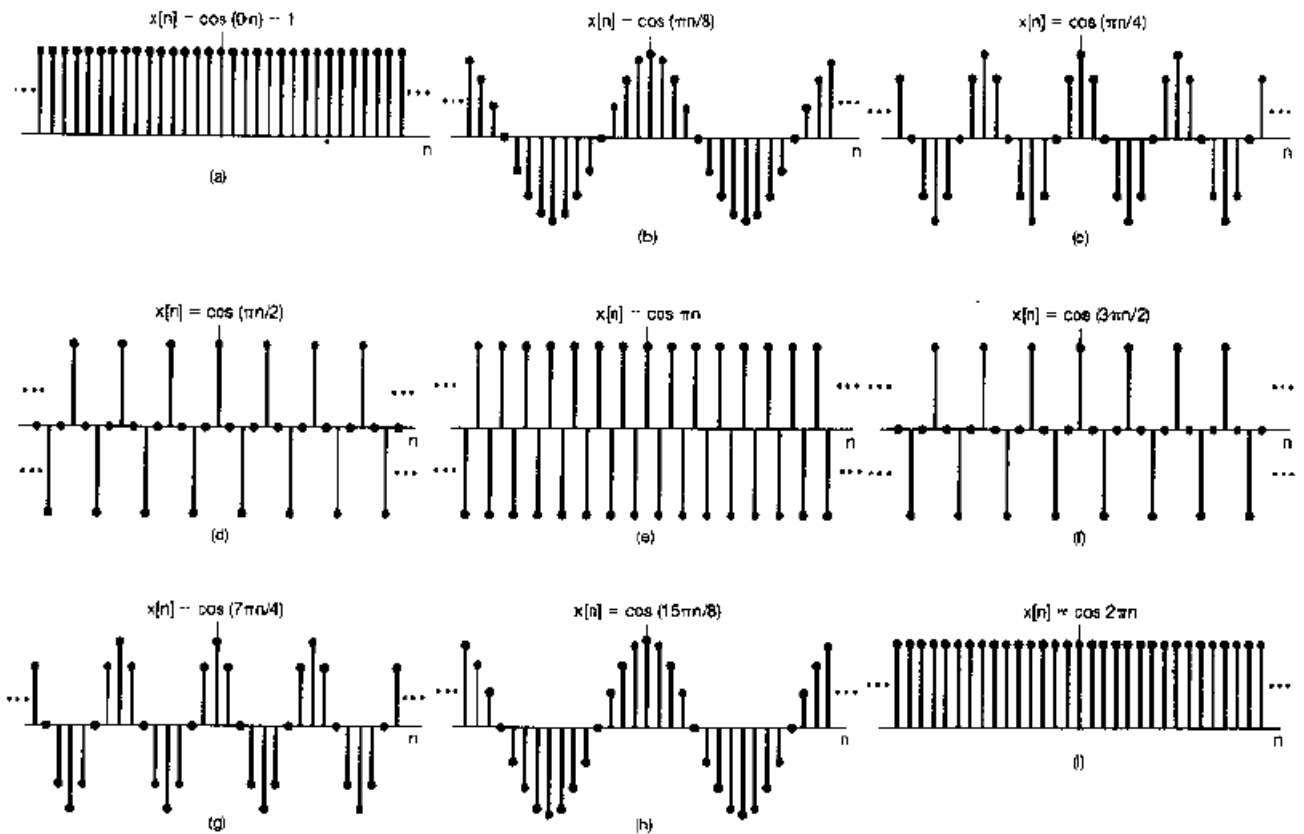 x[n] = cos (0·n) = 1
x[n] = cos (πn/8)
x[n] = cos (πn/4)
n
n
n
(a)
(b)
(c)
x[n] = cos (πn/2)
x[n] = cos πn
x[n] = cos (3πn/2)
n
n
n
(d)
(e)
(f)
x[n] = cos (7πn/4)
x[n] = cos (15πn/8)
x[n] = cos 2πn
n
n
n
(g)
(h)
(i)